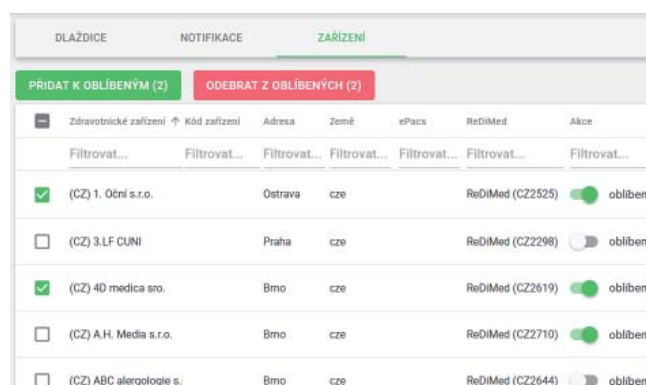 DLAŽDICE NOTIFIKACE ZAŘÍZENÍ
PŘIDAT K OBLÍBENÝM (2) ODEBRAT Z OBLÍBENÝCH (2)
Zdravotnické zařízení ↑ Kód zařízení Adresa Země ePacs ReDiMed Akce
Filtrovat... Filtrovat... Filtrovat... Filtrovat... Filtrovat... Filtrovat... Filtrovat...
(CZ) 1. Oční s.r.o. Ostrava cze ReDiMed (CZ2525) oblíben
(CZ) 3.LF CUNI Praha cze ReDiMed (CZ2298) oblíben
(CZ) 4D medica sro. Brno cze ReDiMed (CZ2619) oblíben
(CZ) A.H. Media s.r.o. Brno cze ReDiMed (CZ2710) oblíben
(CZ) ABC alergologie s. Brno cze ReDiMed (CZ2644) oblíben